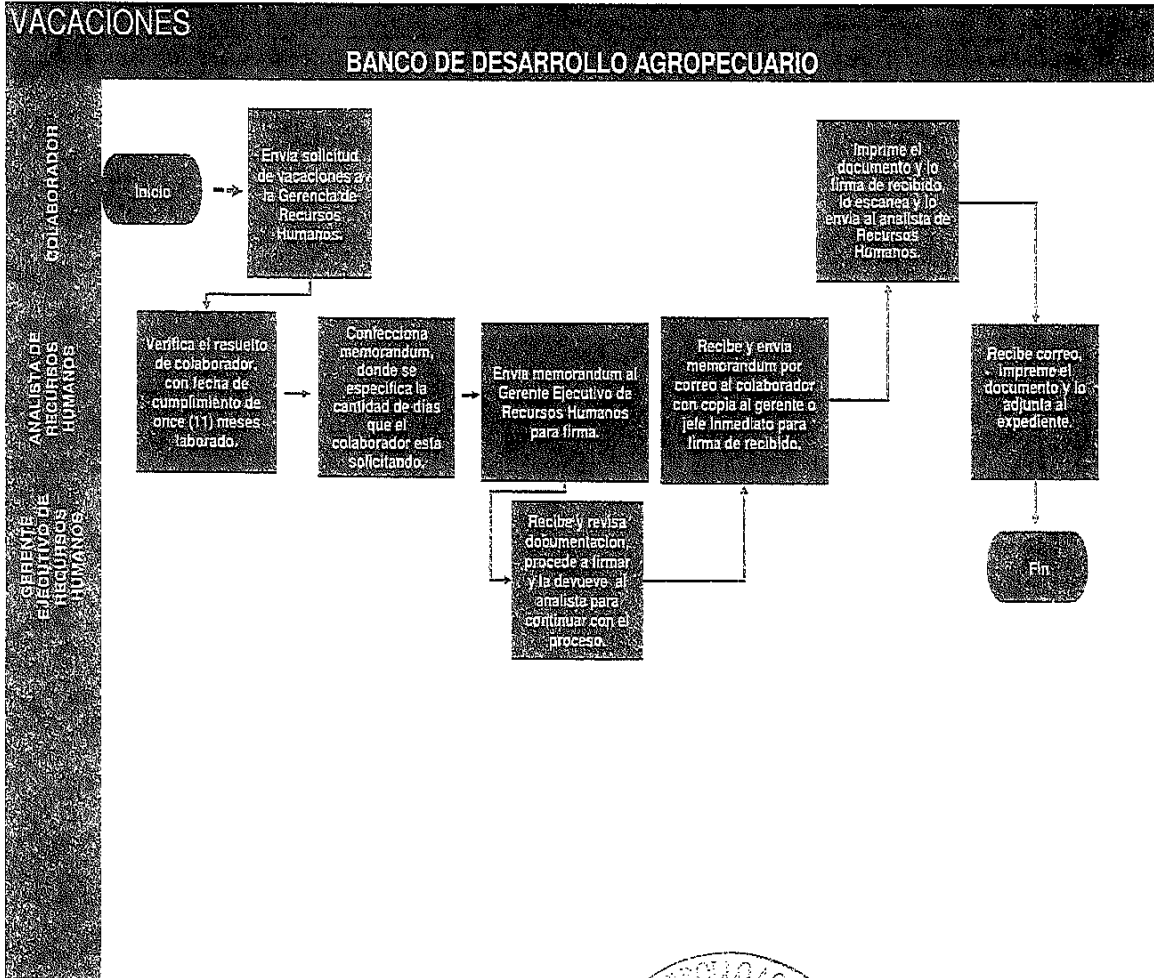 VACACIONES
BANCO DE DESARROLLO AGROPECUARIO
COLABORADOR
Inicio
Envia solicitud
de vacaciones a
la Gerencia de
Recursos
Humanos.
Imprime el
documento y lo
firma de recibido,
lo escanea y lo
envia al analista de
Recursos
Humanos.
ANALISTA DE
RECURSOS
HUMANOS
Verifica el resuelto
de colaborador,
con fecha de
cumplimiento de
once (11) meses
laborado.
Confecciona
memorandum,
donde se
especifica la
cantidad de días
que el
colaborador esta
solicitando.
Envia memorandum al
Gerente Ejecutivo de
Recursos Humanos
para firma.
Recibe y envia
memorandum por
correo al colaborador
con copia al gerente o
jefe inmediato para
firma de recibido.
Recibe correo,
impreme el
documento y lo
adjunta al
expediente.
GERENTE
EJECUTIVO DE
RECURSOS
HUMANOS
Recibe y revisa
documentacion
procede a firmar
y la devueve al
analista para
continuar con el
proceso.
Fin